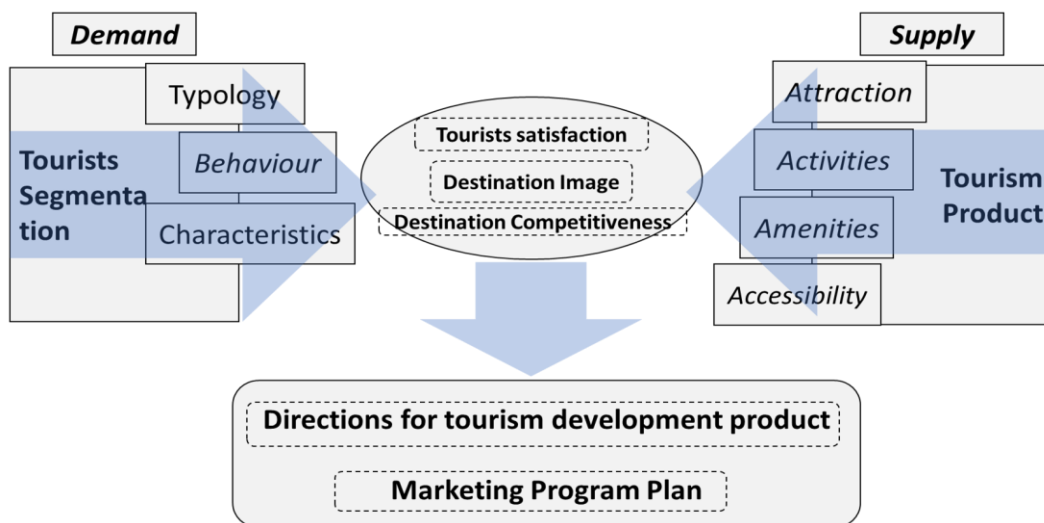 Demand
Supply
Typology
Behaviour
Characteristics
Tourists
Segmenta
tion
Tourists satisfaction
Destination Image
Destination Competitiveness
Attraction
Activities
Amenities
Accessibility
Tourism
Product
Directions for tourism development product
Marketing Program Plan